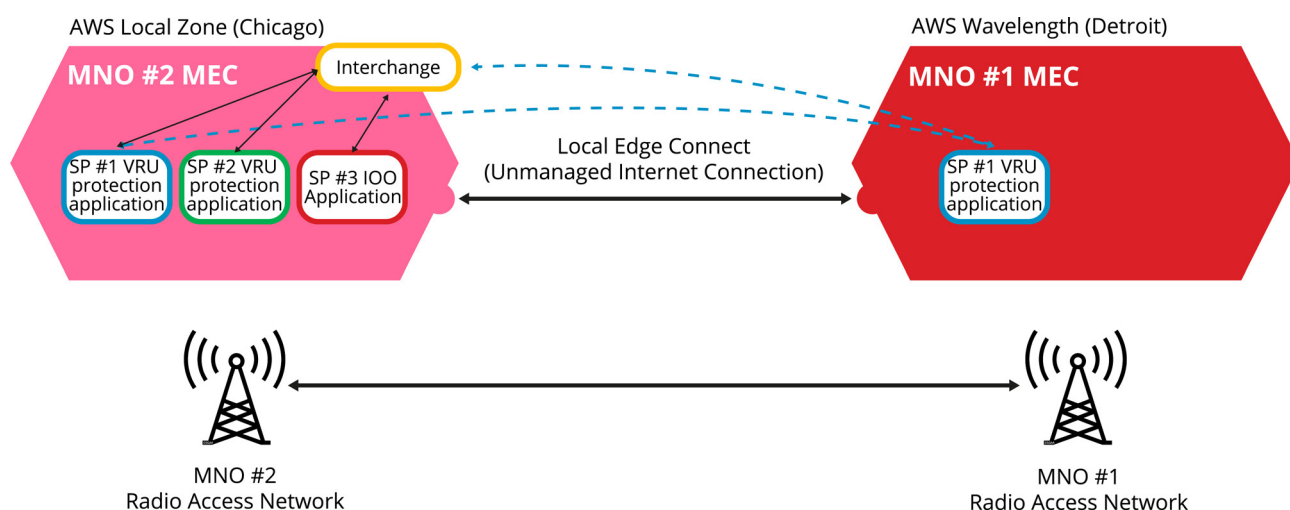 AWS Local Zone (Chicago)
MNO #2 MEC
Interchange
SP #1 VRU
protection
application
SP #2 VRU
protection
application
SP #3 IOO
Application
Local Edge Connect
(Unmanaged Internet Connection)
AWS Wavelength (Detroit)
MNO #1 MEC
SP #1 VRU
protection
application
MNO #2
Radio Access Network
MNO #1
Radio Access Network